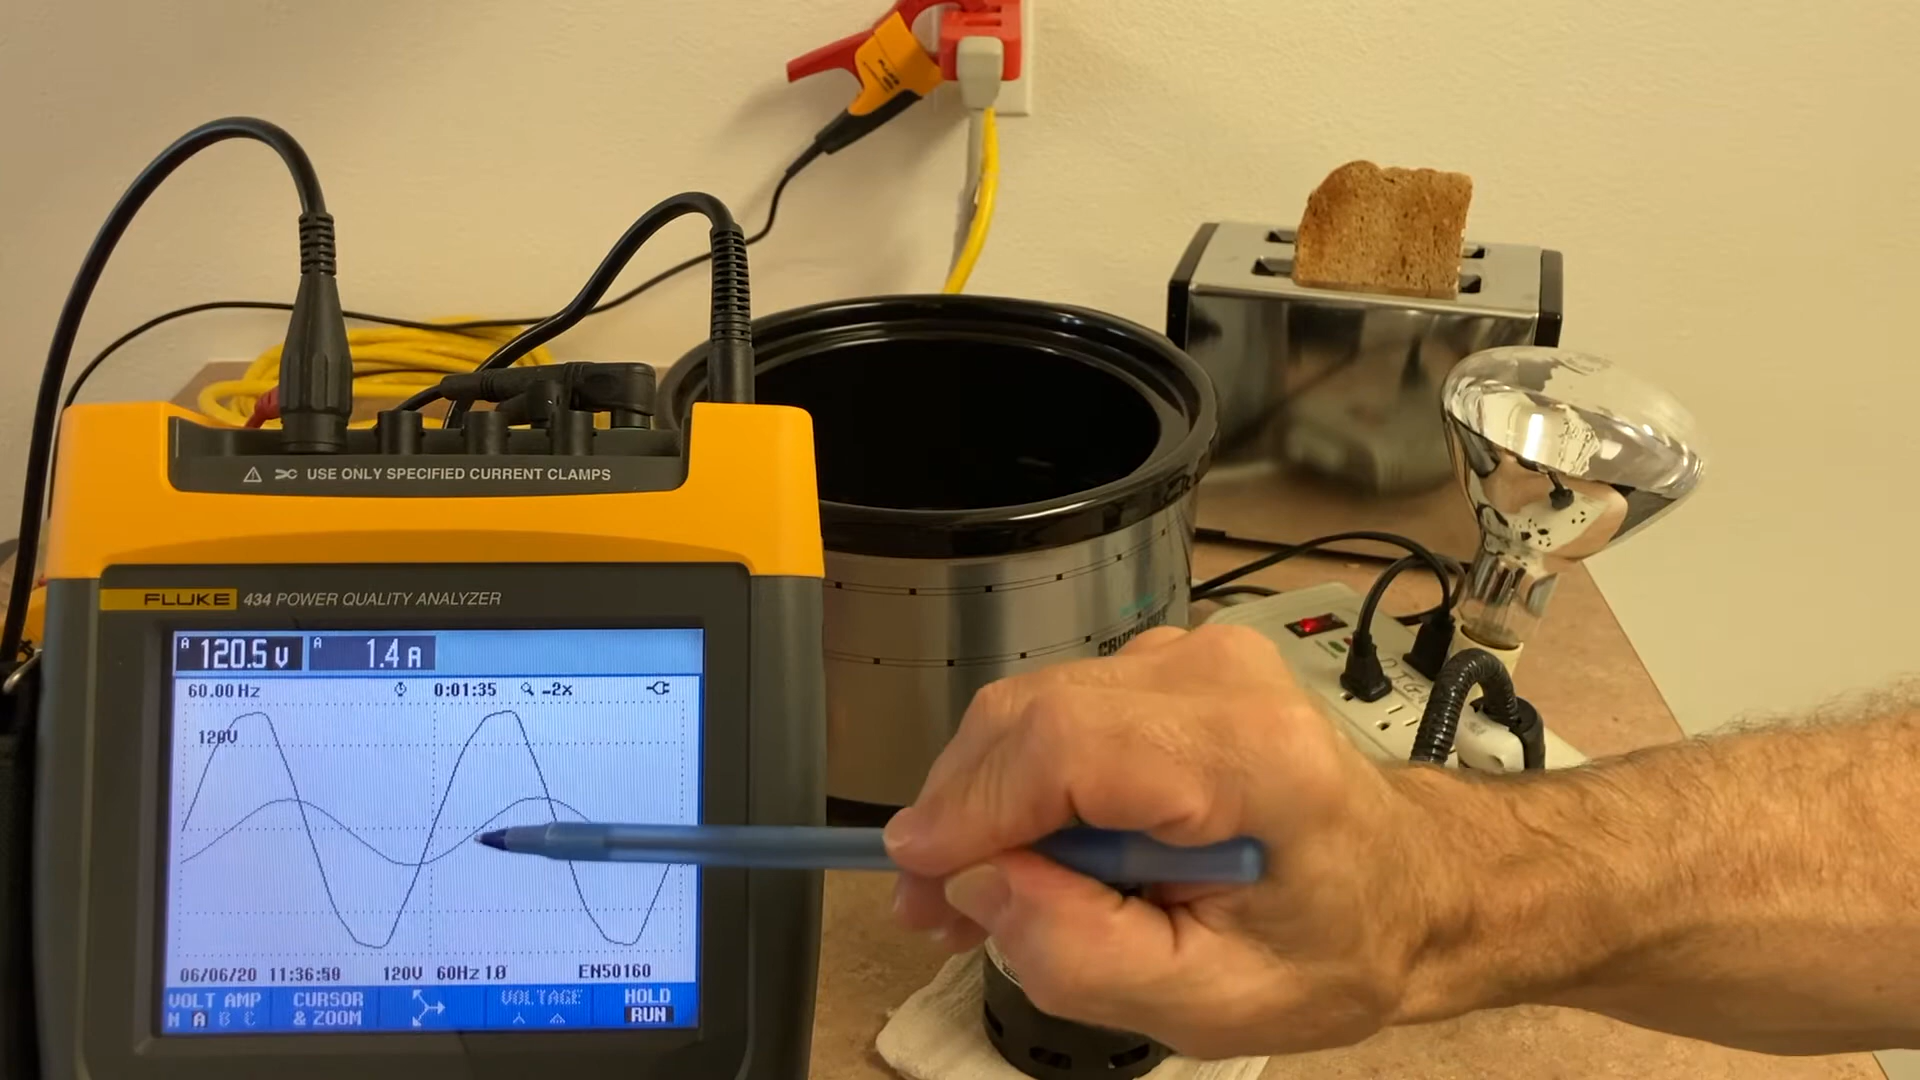 FLUKE
USE ONLY SPECIFIED CURRENT CLAMPS
FLUKE 434 POWER QUALITY ANALYZER
A 120.5 V A 1.4 A
60.00 Hz 0:01:35 -2x
120V
06/06/20 11:36:50 120V 60Hz 1Ø EN50160
VOLT AMP CURSOR VOLTAGE HOLD
N A B C & ZOOM RUN